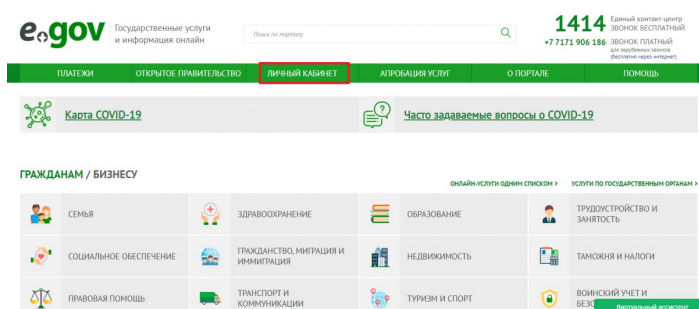 egov
Государственные услуги
и информация онлайн
Поиск по порталу
1414
Единый контакт-центр
ЗВОНОК БЕСПЛАТНЫЙ
+7 7171 906 186
ЗВОНОК ПЛАТНЫЙ
для зарубежных звонков
(бесплатно через интернет)
ПЛАТЕЖИ ОТКРЫТОЕ ПРАВИТЕЛЬСТВО ЛИЧНЫЙ КАБИНЕТ АПРОБАЦИЯ УСЛУГ О ПОРТАЛЕ ПОМОЩЬ
Карта COVID-19
Часто задаваемые вопросы о COVID-19
ГРАЖДАНАМ / БИЗНЕСУ
ОНЛАЙН-УСЛУГИ ОДНИМ СПИСКОМ > УСЛУГИ ПО ГОСУДАРСТВЕННЫМ ОРГАНАМ >
СЕМЬЯ
ЗДРАВООХРАНЕНИЕ
ОБРАЗОВАНИЕ
ТРУДОУСТРОЙСТВО И
ЗАНЯТОСТЬ
СОЦИАЛЬНОЕ ОБЕСПЕЧЕНИЕ
ГРАЖДАНСТВО, МИГРАЦИЯ И
ИММИГРАЦИЯ
НЕДВИЖИМОСТЬ
ТАМОЖНЯ И НАЛОГИ
ПРАВОВАЯ ПОМОЩЬ
ТРАНСПОРТ И
КОММУНИКАЦИИ
ТУРИЗМ И СПОРТ
ВОИНСКИЙ УЧЕТ И
Виртуальный ассистент